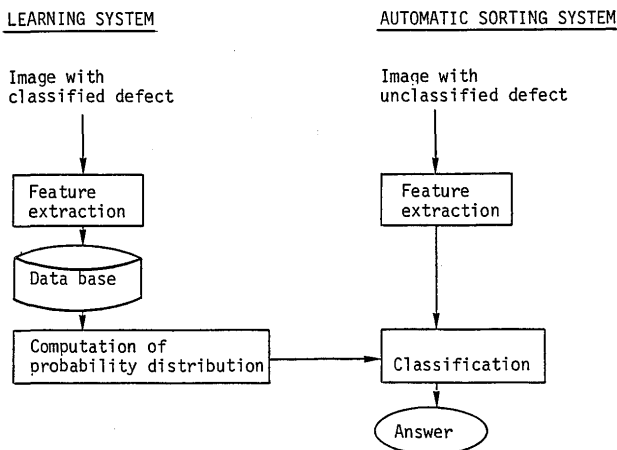 LEARNING SYSTEM
Image with
classified defect
Feature
extraction
Data base
Computation of
probability distribution
AUTOMATIC SORTING SYSTEM
Image with
unclassified defect
Feature
extraction
Classification
Answer